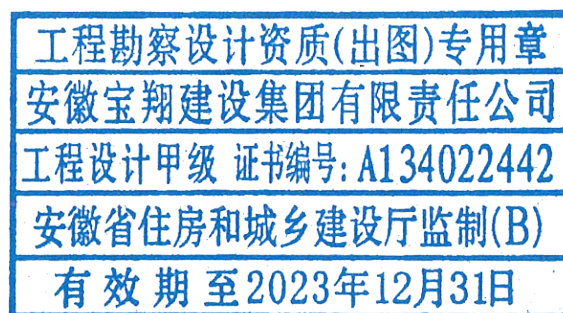 工程勘察设计资质(出图)专用章
安徽宝翔建设集团有限责任公司
工程设计甲级 证书编号:A134022442
安徽省住房和城乡建设厅监制(B)
有效期至2023年12月31日